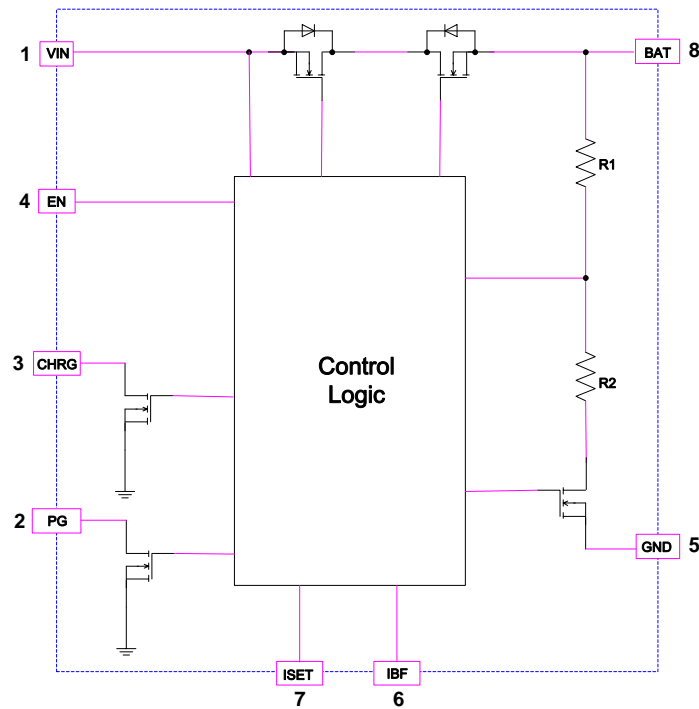 1 VIN
BAT 8
R1
4 EN
3 CHRG
Control
Logic
R2
2 PG
GND 5
ISET
IBF
7
6